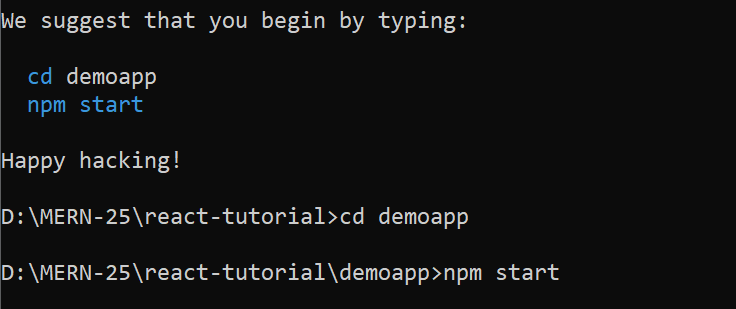 We suggest that you begin by typing:
cd demoapp
npm start
Happy hacking!
D:\MERN-25\react-tutorial>cd demoapp
D:\MERN-25\react-tutorial\demoapp>npm start